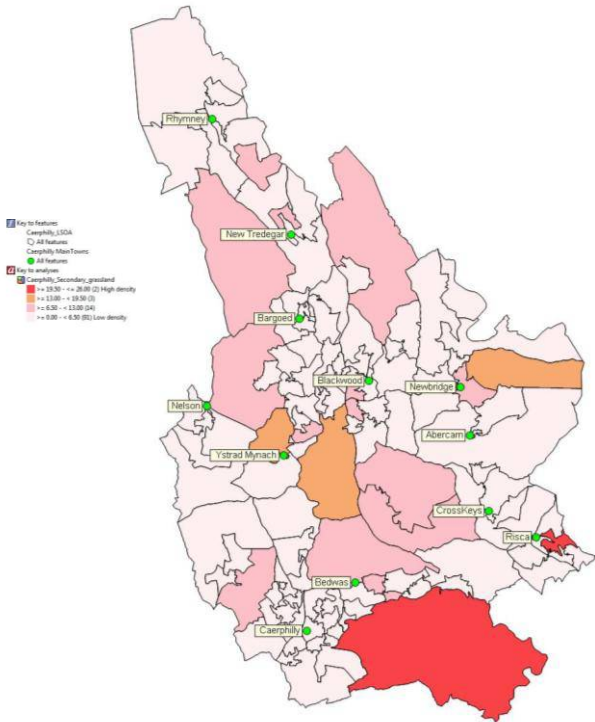 Rhymney
Key to features
Caerphilly_LSOA
All features
Caerphilly MainTowns
All features
Key to analyses
Caerphilly_Secondary_grassland
>= 19.50 - <= 26.00 (2) High density
>= 13.00 - < 19.50 (3)
>= 6.50 - < 13.00 (14)
>= 0.00 - < 6.50 (91) Low density
New Tredegar
Bargoed
Blackwood
Newbridge
Nelson
Abercarn
Ystrad Mynach
CrossKeys
Risca
Bedwas
Caerphilly